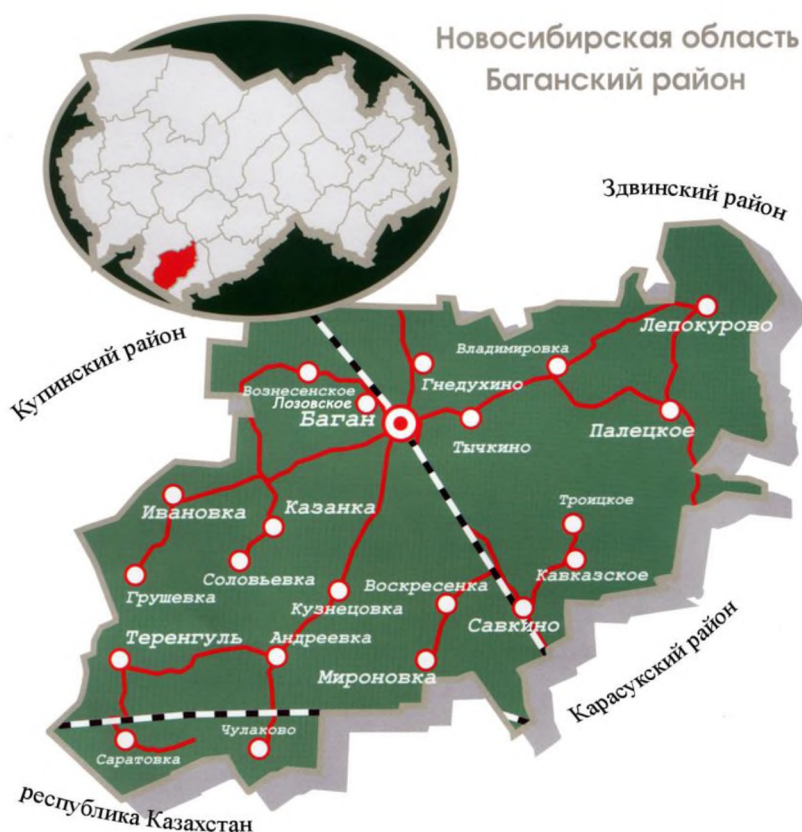 Новосибирская область
Баганский район
Здвинский район
Купинский район
Лепокурово
Владимировка
Гнедухино
Вознесенское
Лозовское
Баган
Тычкино
Палецкое
Троицкое
Ивановка
Казанка
Соловьевка
Грушевка
Воскресенка
Кавказское
Кузнецовка
Савкино
Теренгуль
Андреевка
Мироновка
Карасукский район
Чулаково
Саратовка
республика Казахстан